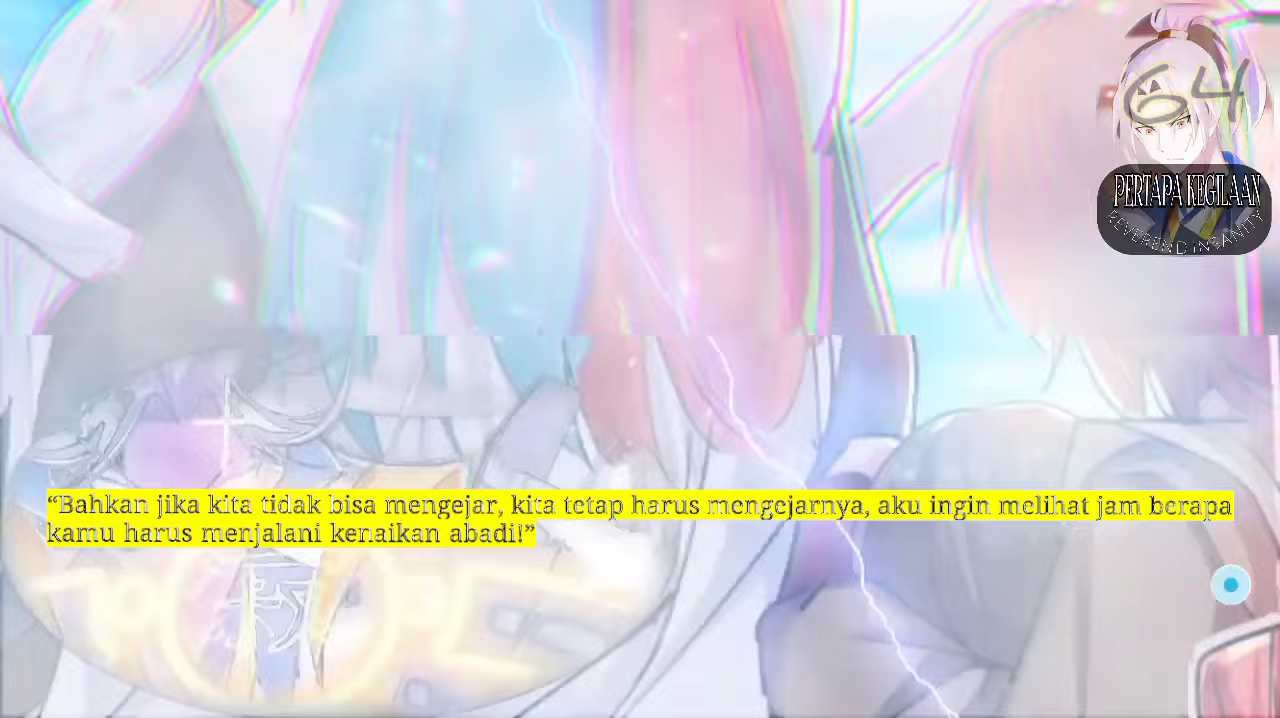 64
PERTAPA KEGILAAN
REVEREND INSANITY
“Bahkan jika kita tidak bisa mengejar, kita tetap harus mengejarnya, aku ingin melihat jam berapa
kamu harus menjalani kenaikan abadi!”